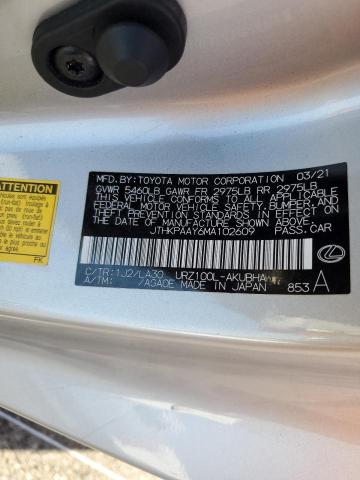 MFD.BY:TOYOTA MOTOR CORPORATION 03/21
GVWR 5460LB GAWR FR 2975LB RR 2975LB
THIS VEHICLE CONFORMS TO ALL APPLICABLE
FEDERAL MOTOR VEHICLE SAFETY, BUMPER, AND
THEFT PREVENTION STANDARDS IN EFFECT ON THE
DATE OF MANUFACTURE SHOWN ABOVE.
JTHKPAAY6MA102609 PASS.CAR
C/TR:1J2/LA30 URZ100L-AKUBHA
A/TM: /AGA0E MADE IN JAPAN 853 A
ATTENTION
FK